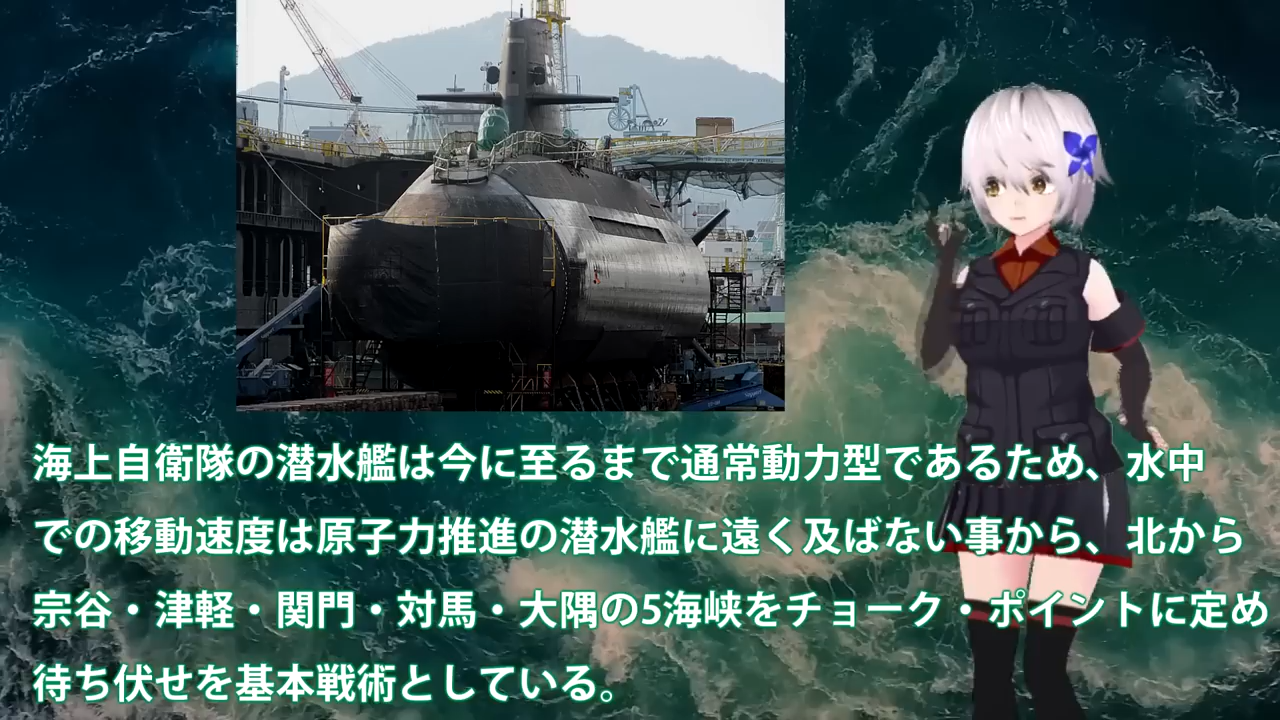 海上自衛隊の潜水艦は今に至るまで通常動力型であるため、水中
での移動速度は原子力推進の潜水艦に遠く及ばない事から、北から
宗谷・津軽・関門・対馬・大隅の5海峡をチョーク・ポイントに定め
待ち伏せを基本戦術としている。